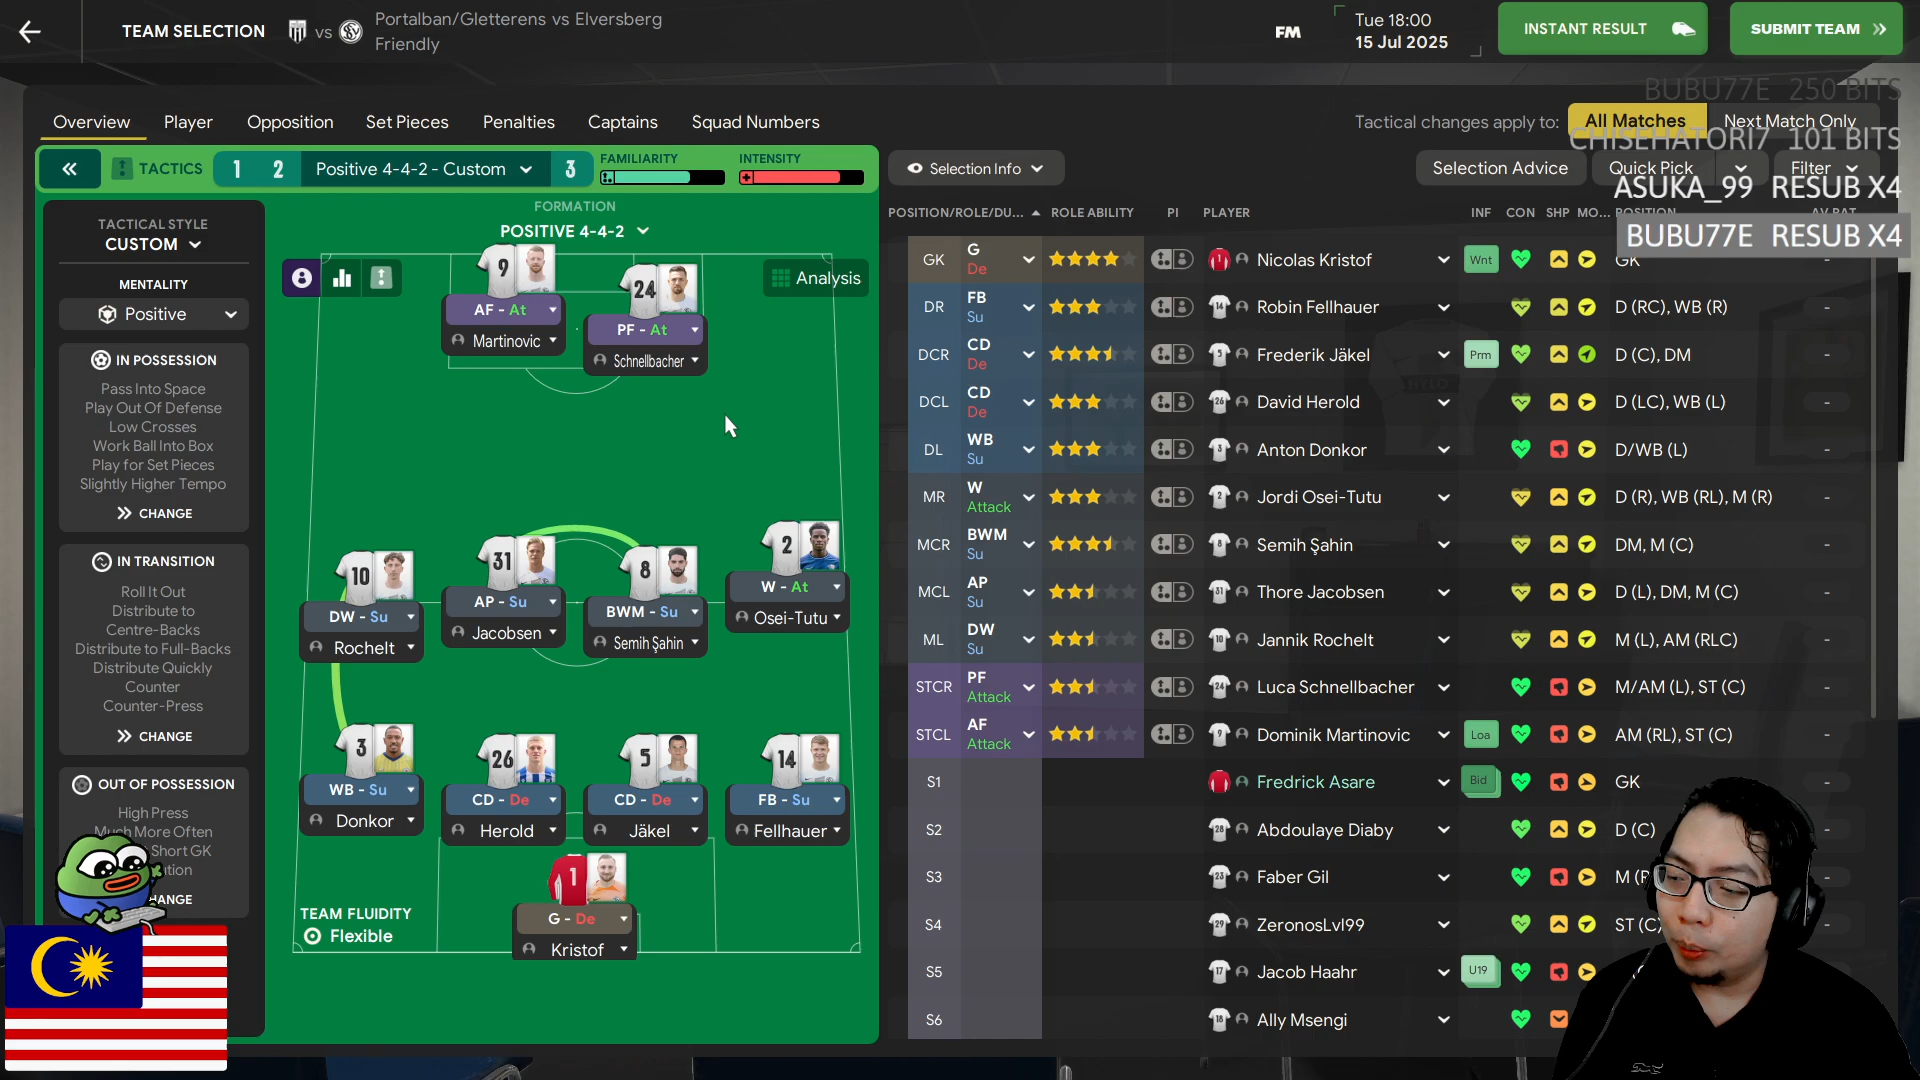 TEAM SELECTION
vs
Portalban/Gletterens vs Elversberg
Friendly
FM
Tue 18:00
15 Jul 2025
INSTANT RESULT
SUBMIT TEAM
BUBU77E 250 BITS
CHISEHATORI7 101 BITS
ASUKA_99 RESUB X4
BUBU77E RESUB X4
Overview
Player
Opposition
Set Pieces
Penalties
Captains
Squad Numbers
Tactical changes apply to:
All Matches
Next Match Only
TACTICS
1
2
Positive 4-4-2 - Custom
3
FAMILIARITY
INTENSITY
Selection Info
Selection Advice
Quick Pick
Filter
TACTICAL STYLE
CUSTOM
MENTALITY
Positive
IN POSSESSION
Pass Into Space
Play Out Of Defense
Low Crosses
Work Ball Into Box
Play for Set Pieces
Slightly Higher Tempo
CHANGE
IN TRANSITION
Roll It Out
Distribute to
Centre-Backs
Distribute to Full-Backs
Distribute Quickly
Counter
Counter-Press
CHANGE
OUT OF POSSESSION
High Press
Much More Often
Short GK
FORMATION
POSITIVE 4-4-2
Analysis
9
AF - At
Martinovic
24
PF - At
Schnellbacher
10
DW - Su
Rochelt
31
AP - Su
Jacobsen
8
BWM - Su
Semih Şahin
2
W - At
Osei-Tutu
3
WB - Su
Donkor
26
CD - De
Herold
5
CD - De
Jäkel
14
FB - Su
Fellhauer
1
G - De
Kristof
TEAM FLUIDITY
Flexible
POSITION/ROLE/DU... ROLE ABILITY PI PLAYER INF CON SHP MO... POSITION AV RAT
GK G De Nicolas Kristof Wnt GK
DR FB Su Robin Fellhauer D (RC), WB (R) -
DCR CD De Frederik Jäkel Prm D (C), DM -
DCL CD De David Herold D (LC), WB (L) -
DL WB Su Anton Donkor D/WB (L) -
MR W Attack Jordi Osei-Tutu D (R), WB (RL), M (R) -
MCR BWM Su Semih Şahin DM, M (C) -
MCL AP Su Thore Jacobsen D (L), DM, M (C) -
ML DW Su Jannik Rochelt M (L), AM (RLC) -
STCR PF Attack Luca Schnellbacher M/AM (L), ST (C) -
STCL AF Attack Dominik Martinovic Loa AM (RL), ST (C) -
S1 Fredrick Asare Bid GK -
S2 Abdoulaye Diaby D (C) -
S3 Faber Gil M (R -
S4 ZeronosLvl99 ST (C) -
S5 Jacob Haahr U19
S6 Ally Msengi